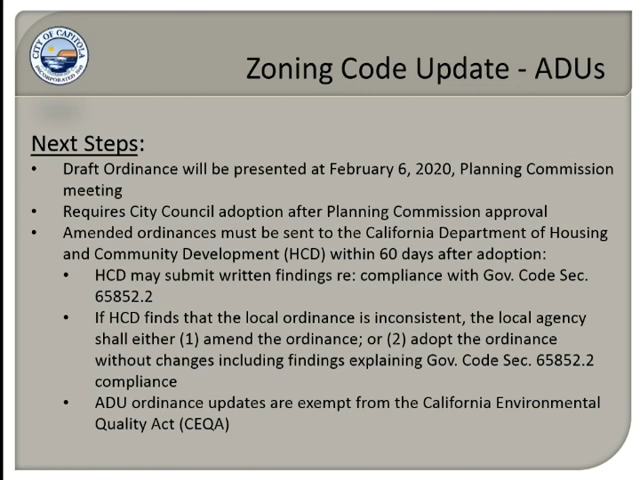 CITY OF CAPITOLA
INCORPORATED 1949
Zoning Code Update - ADUs
Next Steps:
• Draft Ordinance will be presented at February 6, 2020, Planning Commission
meeting
• Requires City Council adoption after Planning Commission approval
• Amended ordinances must be sent to the California Department of Housing
and Community Development (HCD) within 60 days after adoption:
• HCD may submit written findings re: compliance with Gov. Code Sec.
65852.2
• If HCD finds that the local ordinance is inconsistent, the local agency
shall either (1) amend the ordinance; or (2) adopt the ordinance
without changes including findings explaining Gov. Code Sec. 65852.2
compliance
• ADU ordinance updates are exempt from the California Environmental
Quality Act (CEQA)